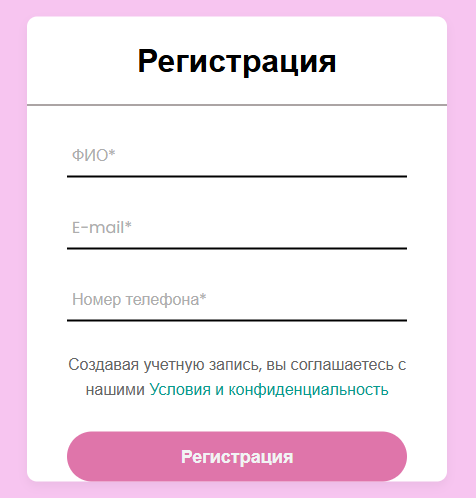 Регистрация
ФИО*
E-mail*
Номер телефона*
Создавая учетную запись, вы соглашаетесь с
нашими Условия и конфиденциальность
Регистрация